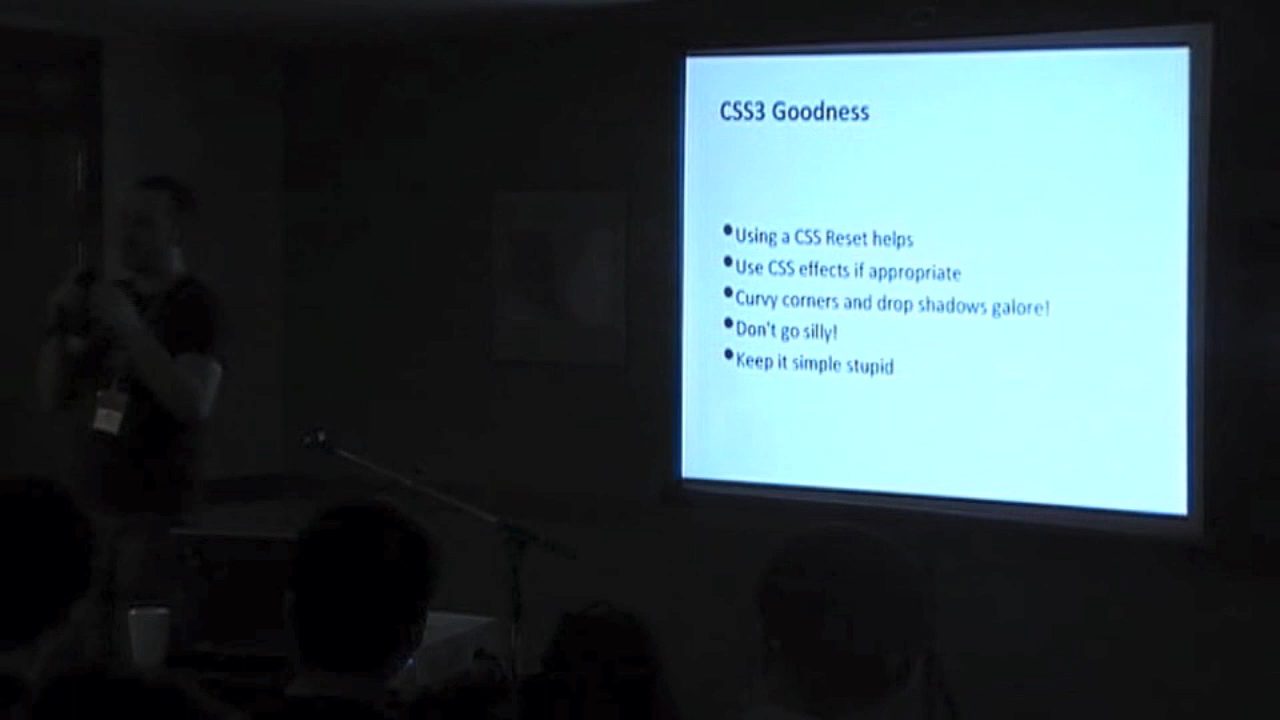 CSS3 Goodness
•Using a CSS Reset helps
•Use CSS effects if appropriate
•Curvy corners and drop shadows galore!
•Don't go silly!
•Keep it simple stupid